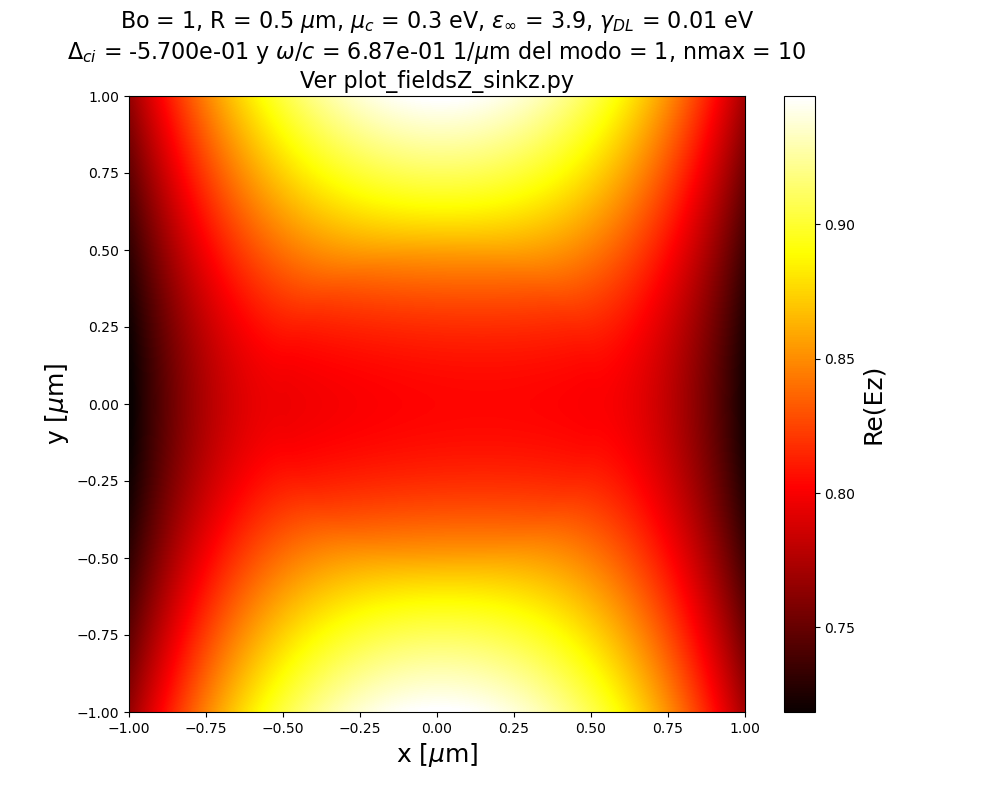 Bo = 1, R = 0.5 μm, μc = 0.3 eV, ε∞ = 3.9, γDL = 0.01 eV
Δci = -5.700e-01 y ω/c = 6.87e-01 1/μm del modo = 1, nmax = 10
Ver plot_fieldsZ_sinkz.py
1.00
0.75
0.50
0.25
0.00
−0.25
−0.50
−0.75
−1.00
y [μm]
−1.00 −0.75 −0.50 −0.25 0.00 0.25 0.50 0.75 1.00
x [μm]
0.90
0.85
0.80
0.75
Re(Ez)